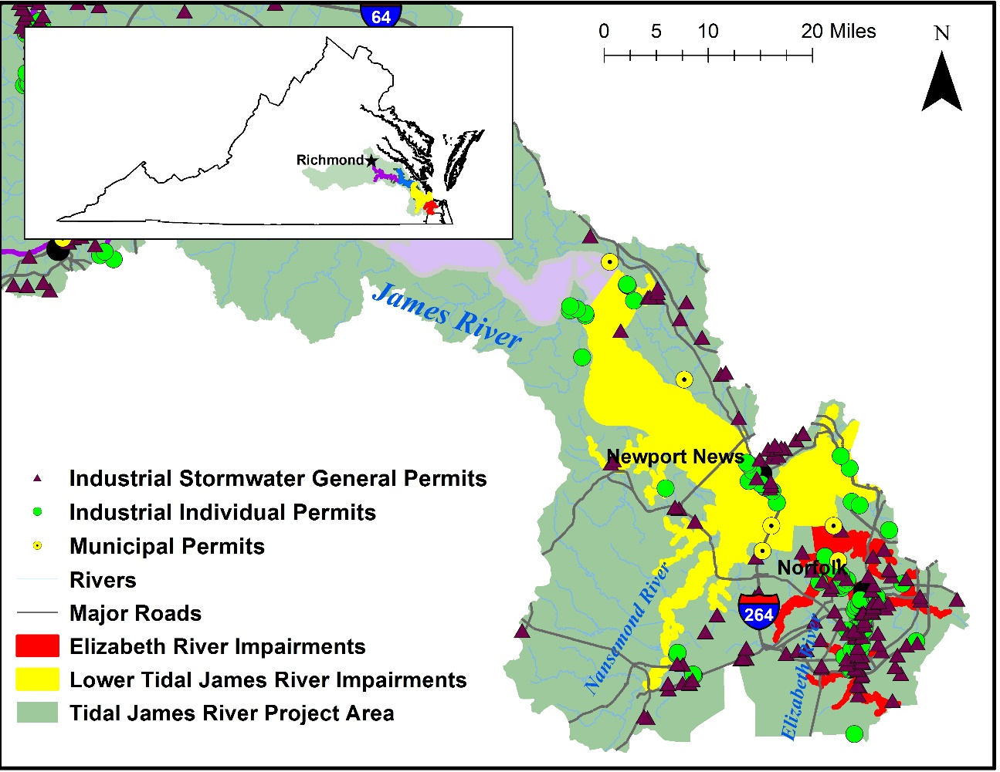 64
0 5 10 20 Miles
N
Richmond
James River
Newport News
Industrial Stormwater General Permits
Industrial Individual Permits
Municipal Permits
Rivers
Major Roads
Elizabeth River Impairments
Lower Tidal James River Impairments
Tidal James River Project Area
Norfolk
264
Nansemond River
Elizabeth River